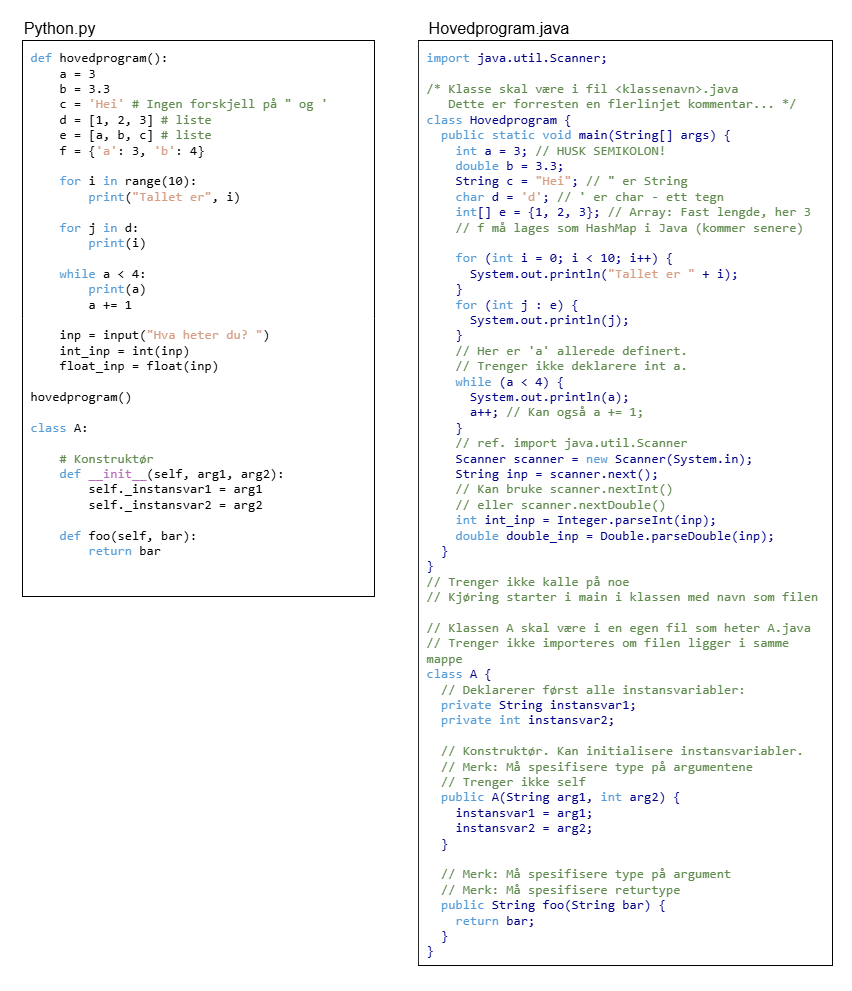 Python.py
def hovedprogram():
    a = 3
    b = 3.3
    c = 'Hei' # Ingen forskjell på " og '
    d = [1, 2, 3] # liste
    e = [a, b, c] # liste
    f = {'a': 3, 'b': 4}
    for i in range(10):
        print("Tallet er", i)
    for j in d:
        print(i)
    while a < 4:
        print(a)
        a += 1
    inp = input("Hva heter du? ")
    int_inp = int(inp)
    float_inp = float(inp)
hovedprogram()
class A:
    # Konstruktør
    def __init__(self, arg1, arg2):
        self._instansvar1 = arg1
        self._instansvar2 = arg2
    def foo(self, bar):
        return bar
Hovedprogram.java
import java.util.Scanner;
/* Klasse skal være i fil <klassenavn>.java
   Dette er forresten en flerlinjet kommentar... */
class Hovedprogram {
  public static void main(String[] args) {
    int a = 3; // HUSK SEMIKOLON!
    double b = 3.3;
    String c = "Hei"; // " er String
    char d = 'd'; // ' er char - ett tegn
    int[] e = {1, 2, 3}; // Array: Fast lengde, her 3
    // f må lages som HashMap i Java (kommer senere)
    for (int i = 0; i < 10; i++) {
      System.out.println("Tallet er " + i);
    }
    for (int j : e) {
      System.out.println(j);
    }
    // Her er 'a' allerede definert.
    // Trenger ikke deklarere int a.
    while (a < 4) {
      System.out.println(a);
      a++; // Kan også a += 1;
    }
    // ref. import java.util.Scanner
    Scanner scanner = new Scanner(System.in);
    String inp = scanner.next();
    // Kan bruke scanner.nextInt()
    // eller scanner.nextDouble()
    int int_inp = Integer.parseInt(inp);
    double double_inp = Double.parseDouble(inp);
  }
}
// Trenger ikke kalle på noe
// Kjøring starter i main i klassen med navn som filen
// Klassen A skal være i en egen fil som heter A.java
// Trenger ikke importeres om filen ligger i samme
mappe
class A {
  // Deklarerer først alle instansvariabler:
  private String instansvar1;
  private int instansvar2;
  // Konstruktør. Kan initialisere instansvariabler.
  // Merk: Må spesifisere type på argumentene
  // Trenger ikke self
  public A(String arg1, int arg2) {
    instansvar1 = arg1;
    instansvar2 = arg2;
  }
  // Merk: Må spesifisere type på argument
  // Merk: Må spesifisere returtype
  public String foo(String bar) {
    return bar;
  }
}